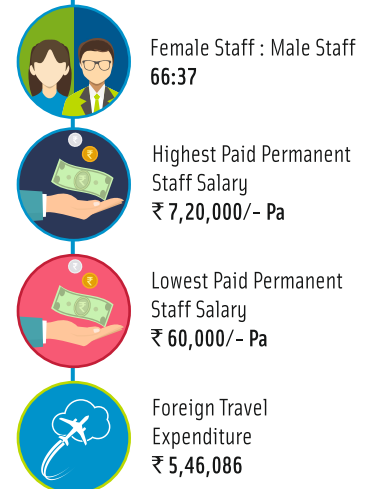 Female Staff : Male Staff
66:37
₹
₹
Highest Paid Permanent
Staff Salary
₹ 7,20,000/- Pa
₹
₹
Lowest Paid Permanent
Staff Salary
₹ 60,000/- Pa
Foreign Travel
Expenditure
₹ 5,46,086